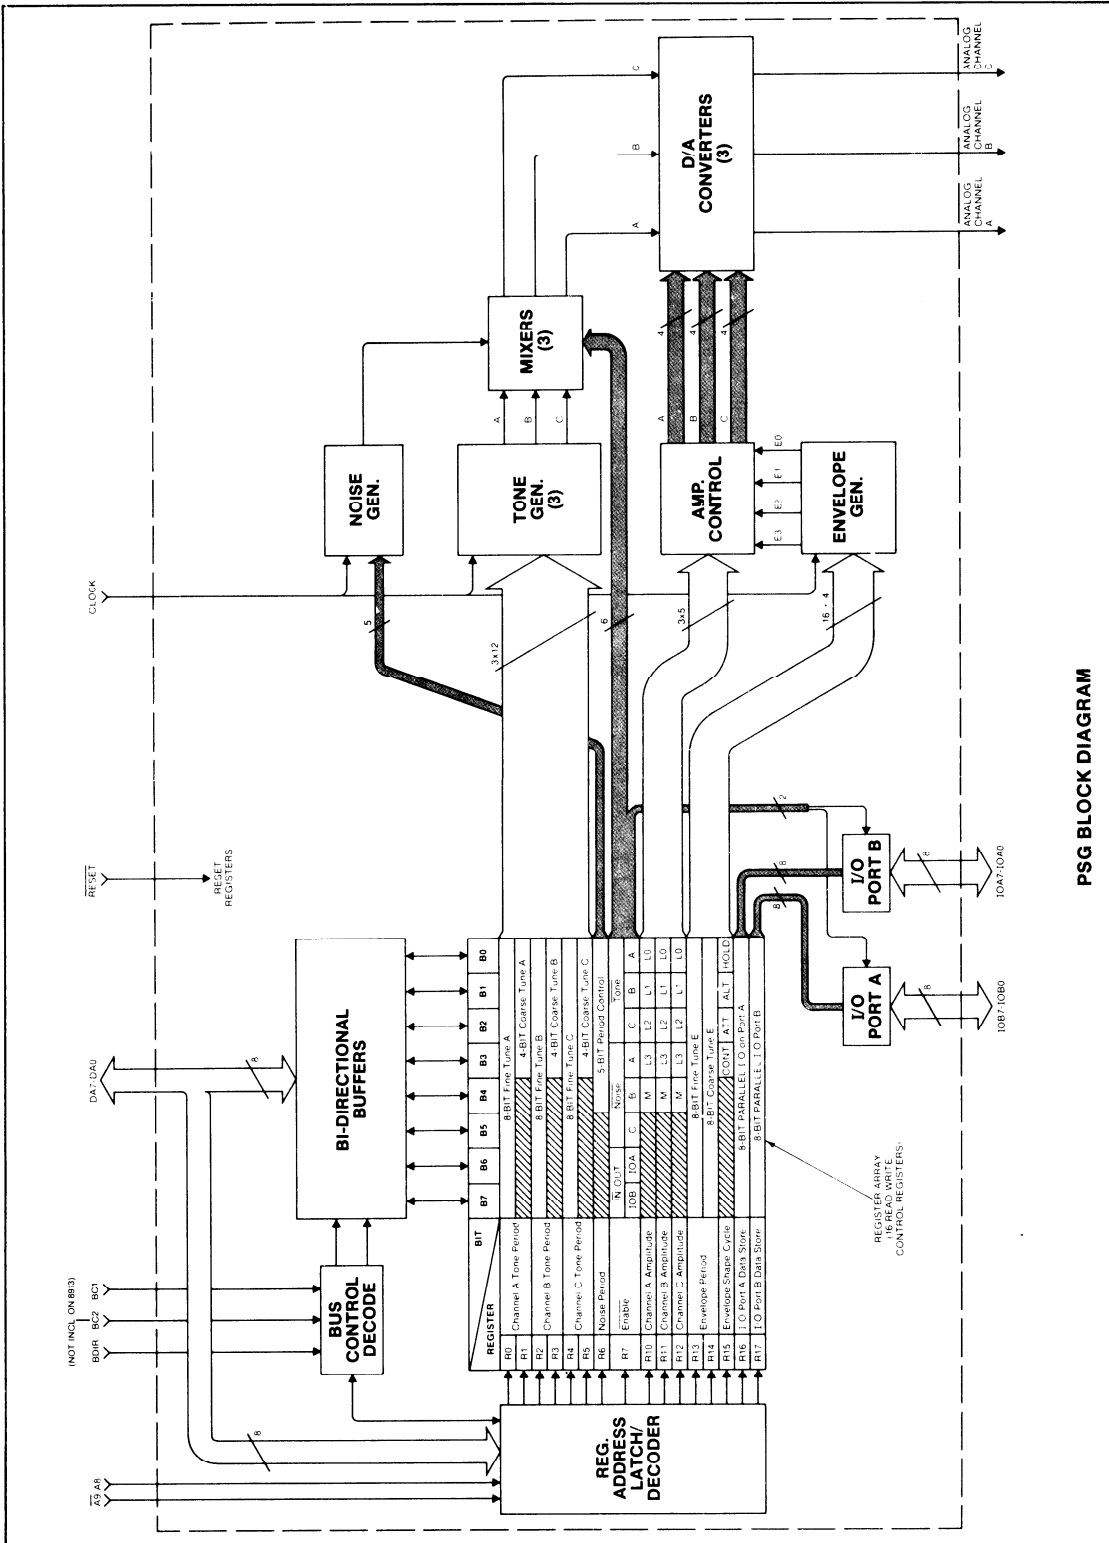 PSG BLOCK DIAGRAM
A9 A8
BDIR
BC2
BC1
(NOT INCL ON 8913)
DA7-DA0
RESET
CLOCK
8
8
RESET
REGISTERS
REG.
ADDRESS
LATCH/
DECODER
BUS
CONTROL
DECODE
BI-DIRECTIONAL
BUFFERS
REGISTER
BIT
B7
B6
B5
B4
B3
B2
B1
B0
R0
Channel A Tone Period
8-BIT Fine Tune A
R1
4-BIT Coarse Tune A
R2
Channel B Tone Period
8 BIT Fine Tune B
R3
4-BIT Coarse Tune B
R4
Channel C Tone Period
8 BIT Fine Tune C
R5
4-BIT Coarse Tune C
R6
Noise Period
5-BIT Period Control
R7
Enable
IN OUT
Noise
Tone
IOB
IOA
C
B
A
C
B
A
R10
Channel A Amplitude
M
L3
L2
L1
L0
R11
Channel B Amplitude
M
L3
L2
L1
L0
R12
Channel C Amplitude
M
L3
L2
L1
L0
R13
Envelope Period
8-BIT Fine Tune E
R14
8-BIT Coarse Tune E
R15
Envelope Shape Cycle
CONT
ATT
ALT
HOLD
R16
I O Port A Data Store
8-BIT PARALLEL I O on Port A
R17
I O Port B Data Store
8-BIT PARALLEL I O Port B
REGISTER ARRAY
(16 READ WRITE
CONTROL REGISTERS)
NOISE
GEN.
5
TONE
GEN.
(3)
3x12
6
A
B
C
MIXERS
(3)
AMP.
CONTROL
3x5
E3
E2
E1
E0
ENVELOPE
GEN.
16 + 4
A
B
C
4
4
4
A
B
C
D/A
CONVERTERS
(3)
ANALOG
CHANNEL
A
ANALOG
CHANNEL
B
ANALOG
CHANNEL
C
2
8
8
I/O
PORT A
I/O
PORT B
8
8
IOB7-IOB0
IOA7-IOA0